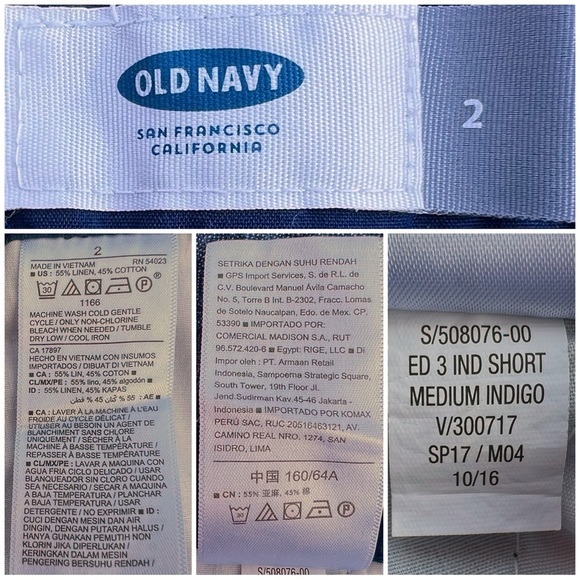 OLD NAVY
SAN FRANCISCO
CALIFORNIA
2
2
MADE IN VIETNAM RN 54023
■ US: 55% LINEN, 45% COTTON
30 P
1166
MACHINE WASH COLD GENTLE
CYCLE / ONLY NON-CHLORINE
BLEACH WHEN NEEDED / TUMBLE
DRY LOW / COOL IRON
CA 17897
HECHO EN VIETNAM CON INSUMOS
IMPORTADOS / DIBUAT DI VIETNAM
■ CA: 55% LIN, 45% COTON ■
CL/MX/PE: 55% lino, 45% algodón ■
ID: 55% LINEN, 45% KAPAS
AE: ■ 55 % كتان 45 % قطن
■ CA: LAVER À LA MACHINE À L'EAU
FROIDE AU CYCLE DÉLICAT /
UTILISER AU BESOIN UN AGENT DE
BLANCHIMENT SANS CHLORE
UNIQUEMENT / SÉCHER À LA
MACHINE À BASSE TEMPÉRATURE /
REPASSER À BASSE TEMPÉRATURE
■ CL/MX/PE: LAVAR A MAQUINA CON
AGUA FRIA CICLO DELICADO / USAR
BLANQUEADOR SIN CLORO CUANDO
SEA NECESARIO / SECAR A MAQUINA
A BAJA TEMPERATURA / PLANCHAR
A BAJA TEMPERATURA / USAR
DETERGENTE / NO EXPRIMIR ■ ID:
CUCI DENGAN MESIN DAN AIR
DINGIN, DENGAN PUTARAN HALUS /
HANYA GUNAKAN PEMUTIH NON
KLORIN JIKA DIPERLUKAN /
KERINGKAN DALAM MESIN
PENGERING BERSUHU RENDAH /
SETRIKA DENGAN SUHU RENDAH
■ GPS Import Services, S. de R.L. de
C.V. Boulevard Manuel Ávila Camacho
No. 5, Torre B Int. B-2302, Fracc. Lomas
de Sotelo Naucalpan, Edo. de Mex. CP.
53390 ■ IMPORTADO POR:
COMERCIAL MADISON S.A., RUT
96.572.420-6 ■ Egypt: RIGE, LLC ■ Di
Impor oleh : PT. Armaan Retail
Indonesia, Sampoerna Strategic Square,
South Tower, 19th Floor Jl.
Jend.Sudirman Kav.45-46 Jakarta -
Indonesia ■ IMPORTADO POR KOMAX
PERÚ SAC, RUC 20516463121, AV.
CAMINO REAL NRO. 1274, SAN
ISIDRO, LIMA
中国 160/64A
■ CN: 55% 亚麻, 45% 棉
30 P
S/508076-00
S/508076-00
ED 3 IND SHORT
MEDIUM INDIGO
V/300717
SP17 / M04
10/16